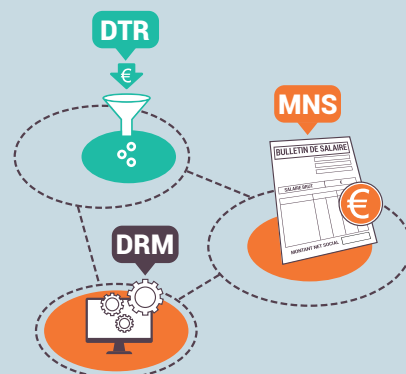 DTR
€
MNS
BULLETIN DE SALAIRE
SALAIRE BRUT
€
€
MONTANT NET SOCIAL
DRM